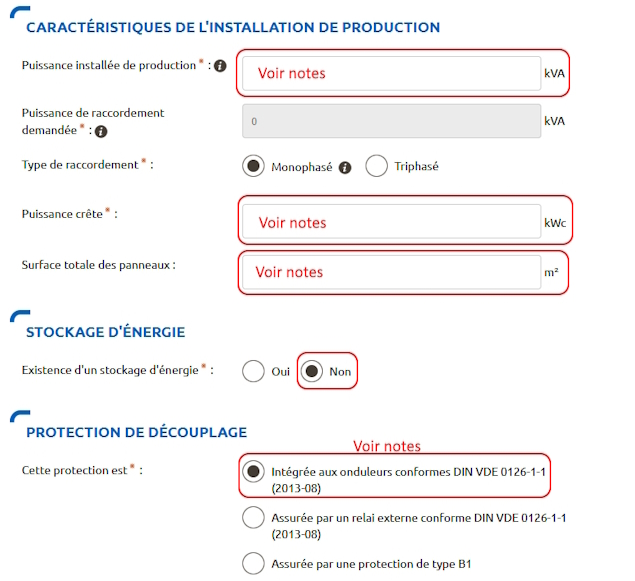 CARACTÉRISTIQUES DE L'INSTALLATION DE PRODUCTION
Puissance installée de production * : i Voir notes kVA
Puissance de raccordement
demandée * : i 0 kVA
Type de raccordement * : Monophasé i Triphasé
Puissance crête * : Voir notes kWc
Surface totale des panneaux : Voir notes m²
STOCKAGE D'ÉNERGIE
Existence d'un stockage d'énergie * : Oui Non
PROTECTION DE DÉCOUPLAGE
Voir notes
Cette protection est * : Intégrée aux onduleurs conformes DIN VDE 0126-1-1
(2013-08)
Assurée par un relai externe conforme DIN VDE 0126-1-1
(2013-08)
Assurée par une protection de type B1